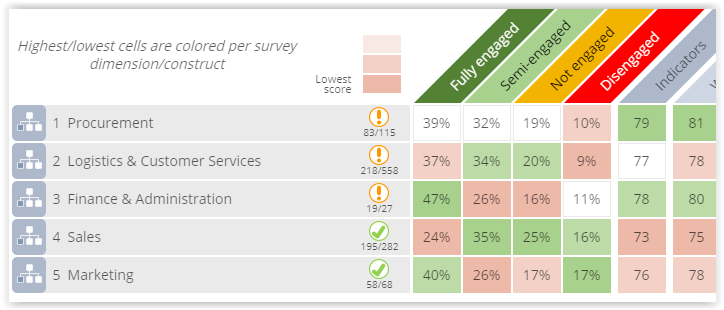 Highest/lowest cells are colored per survey
dimension/construct
Lowest
score
Fully engaged
Semi-engaged
Not engaged
Disengaged
Indicators
1 Procurement 83/115 39% 32% 19% 10% 79 81
2 Logistics & Customer Services 218/558 37% 34% 20% 9% 77 78
3 Finance & Administration 19/27 47% 26% 16% 11% 78 80
4 Sales 195/282 24% 35% 25% 16% 73 75
5 Marketing 58/68 40% 26% 17% 17% 76 78